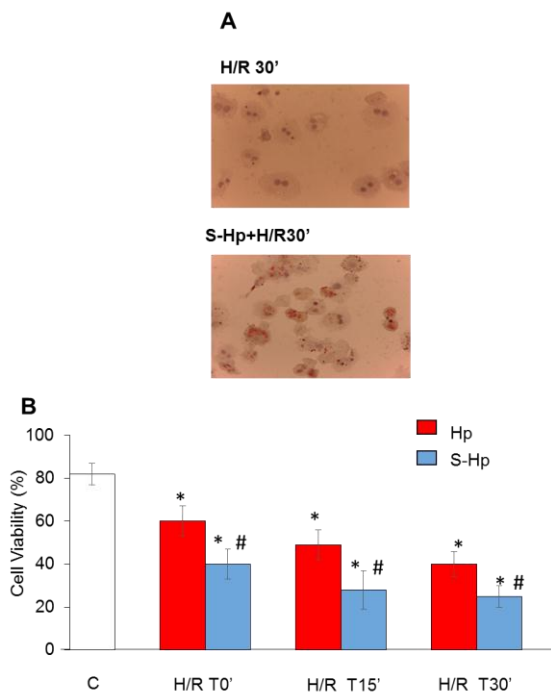 A
H/R 30'
S-Hp+H/R30'
B
100
80
60
40
20
0
Cell Viability (%)
Hp
S-Hp
*
* #
*
* #
*
* #
C
H/R T0'
H/R T15'
H/R T30'